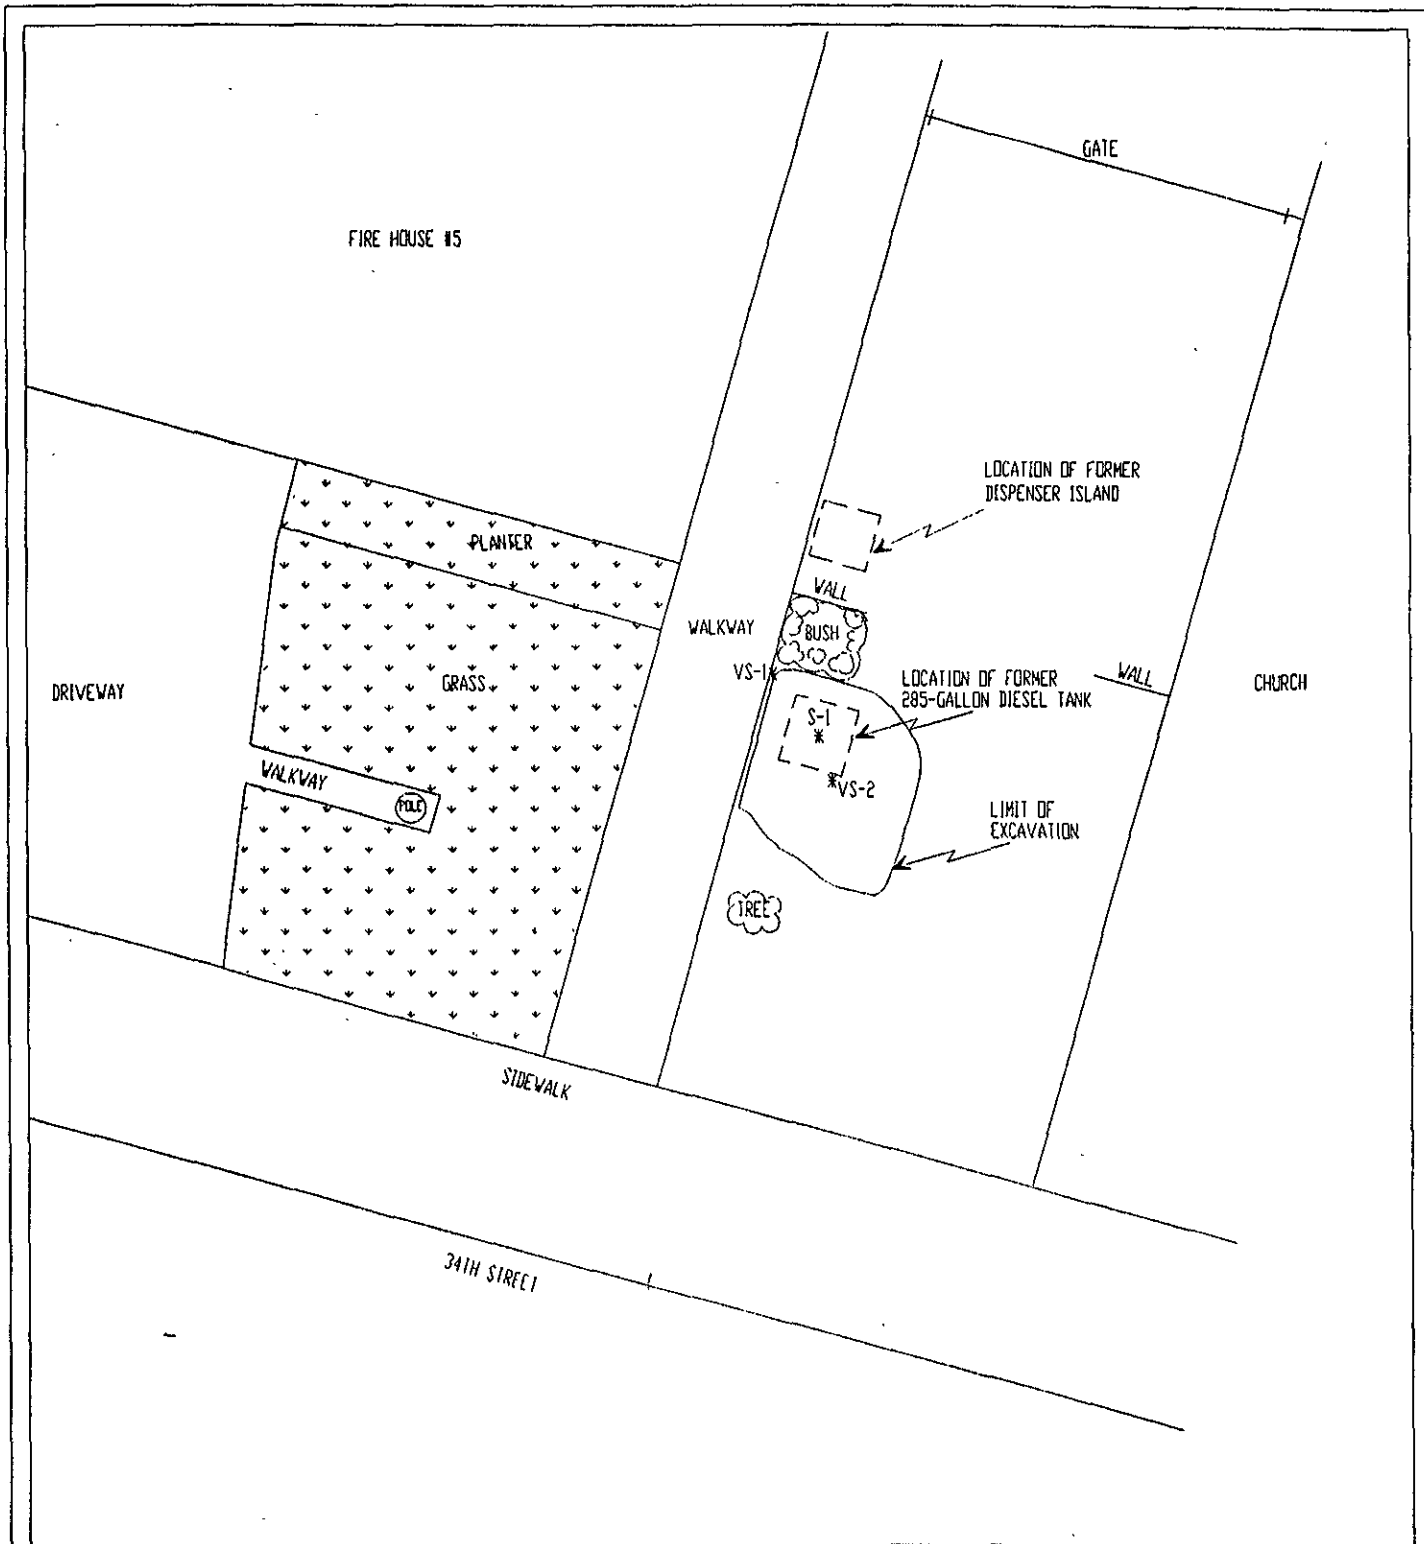 GATE
FIRE HOUSE #5
LOCATION OF FORMER
DISPENSER ISLAND
PLANTER
WALL
WALKWAY
BUSH
VS-1
LOCATION OF FORMER
285-GALLON DIESEL TANK
WALL
CHURCH
DRIVEWAY
GRASS
S-1
WALKWAY
POLE
VS-2
LIMIT OF
EXCAVATION
TREE
SIDEWALK
34TH STREET